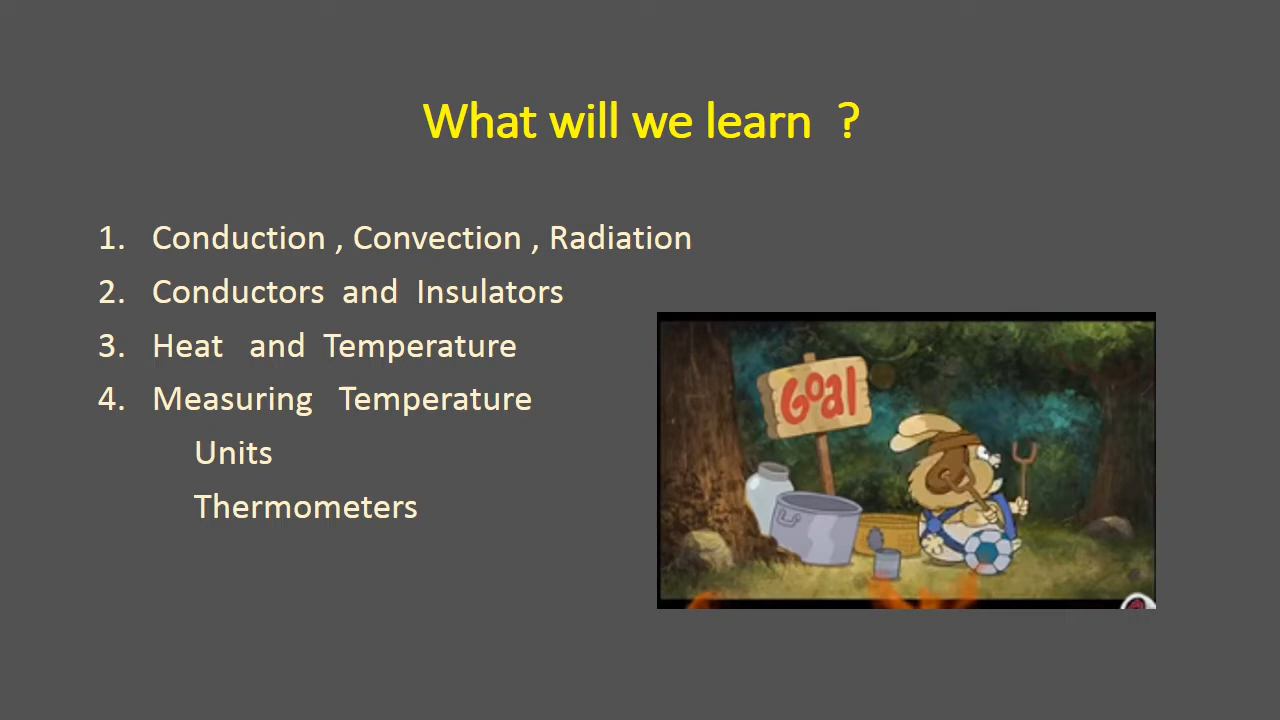 What will we learn ?
1. Conduction , Convection , Radiation
2. Conductors and Insulators
3. Heat and Temperature
4. Measuring Temperature
Units
Thermometers
Goal